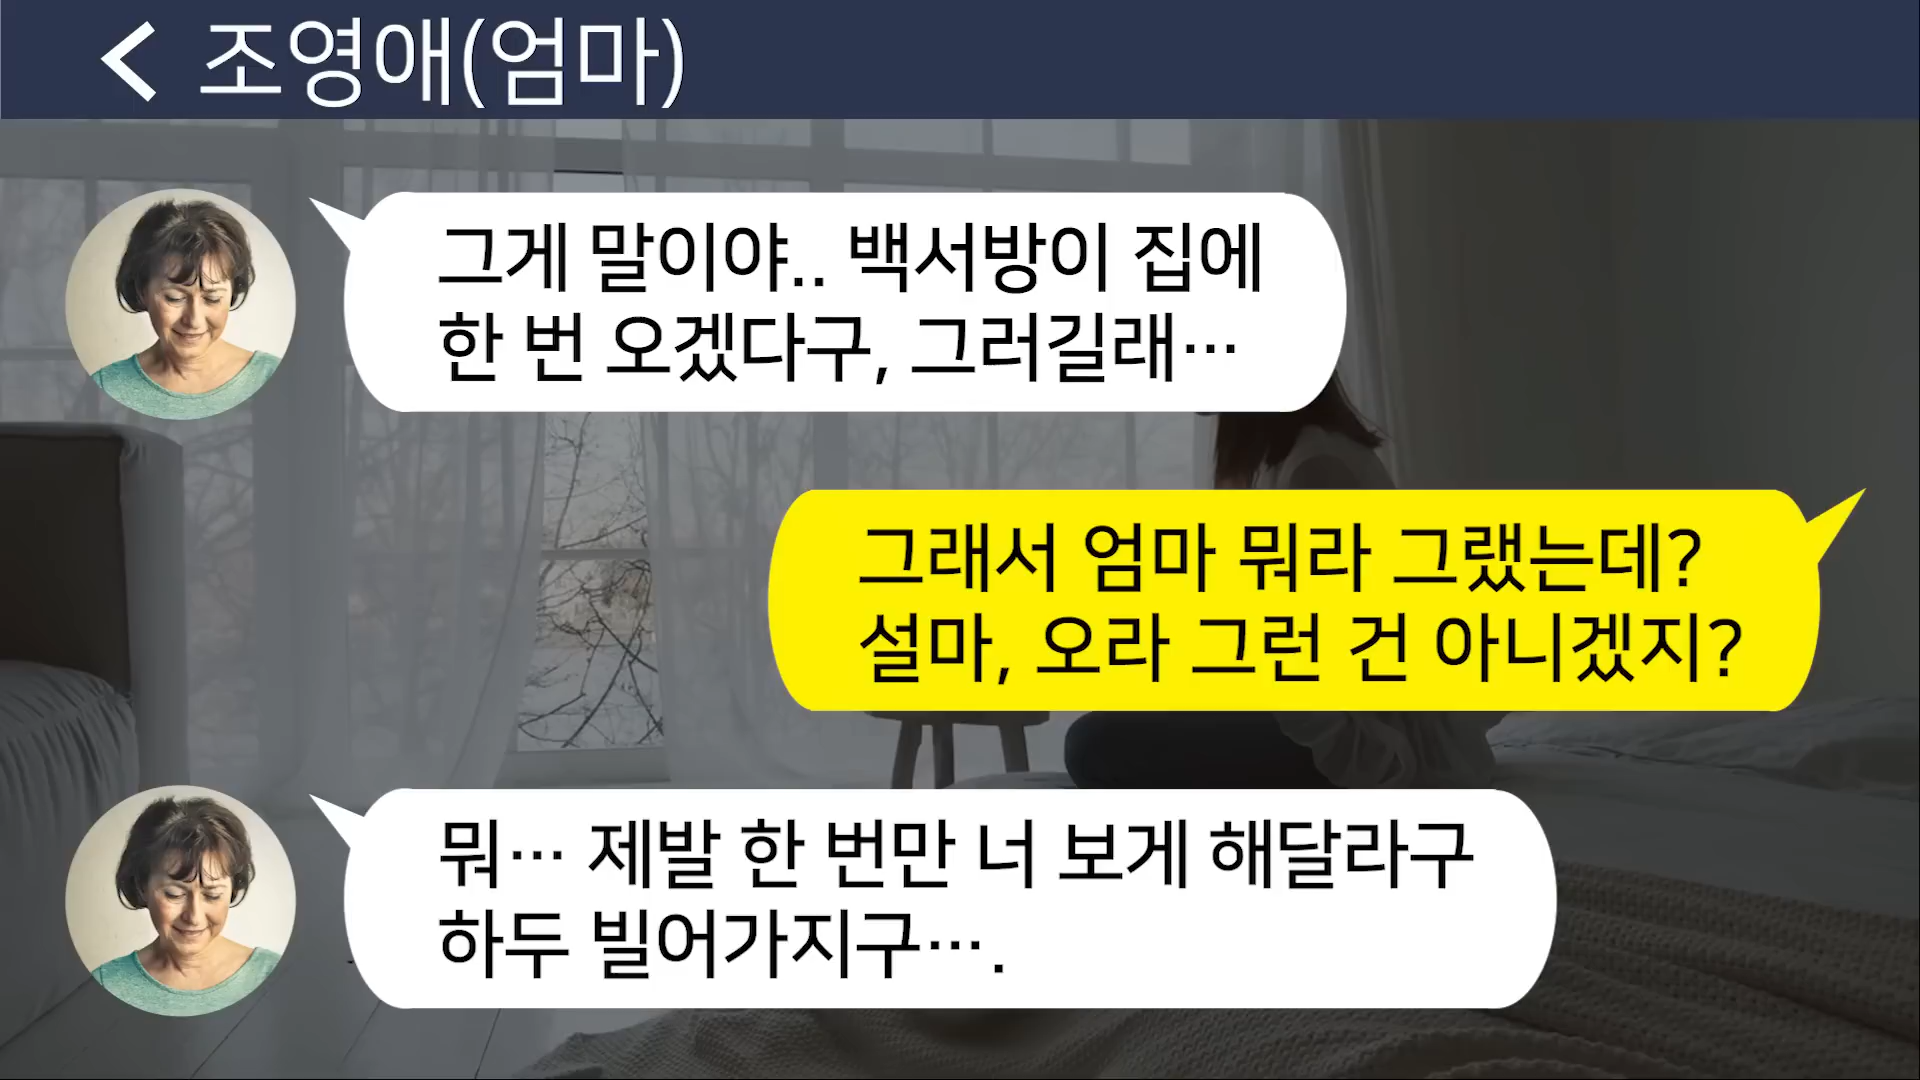 조영애(엄마)
그게 말이야.. 백서방이 집에
한 번 오겠다구, 그러길래…
그래서 엄마 뭐라 그랬는데?
설마, 오라 그런 건 아니겠지?
뭐… 제발 한 번만 너 보게 해달라구
하두 빌어가지구….